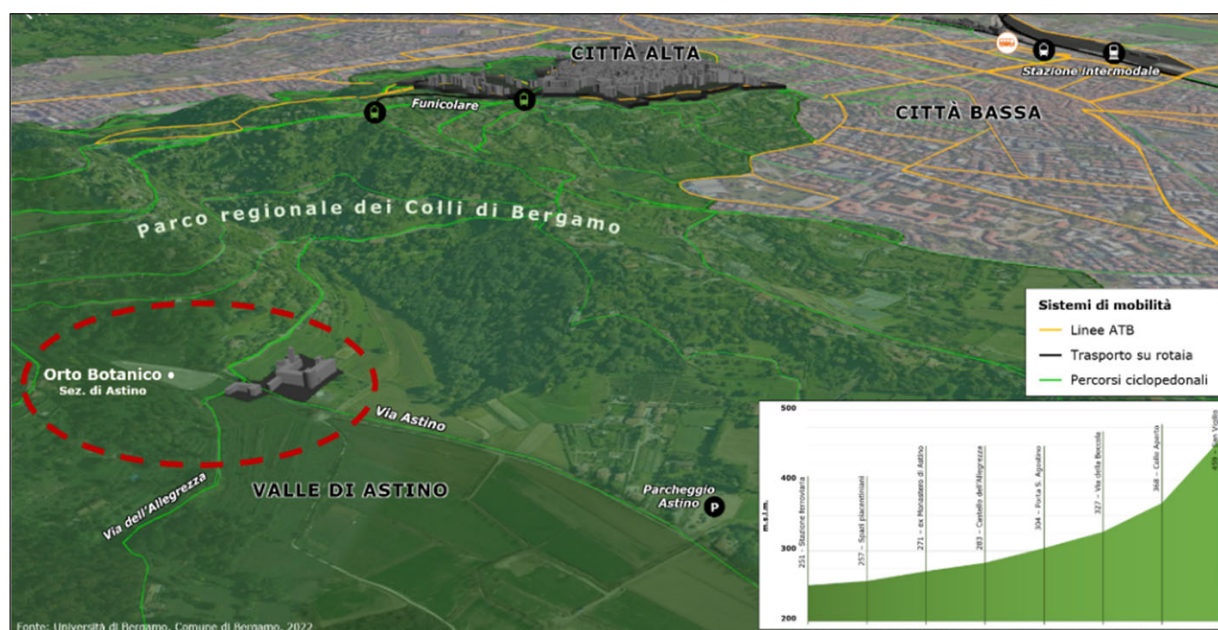 CITTÀ ALTA
Funicolare
Stazione intermodale
CITTÀ BASSA
Parco regionale dei Colli di Bergamo
Orto Botanico
Sez. di Astino
Via Astino
Via dell'Allegrezza
VALLE DI ASTINO
Parcheggio
Astino
P
Sistemi di mobilità
Linee ATB
Trasporto su rotaia
Percorsi ciclopedonali
500
400
300
200
m.s.l.m.
251 - Stazione ferroviaria
257 - Spazi piacentiniani
271 - ex Monastero di Astino
283 - Castello dell'Allegrezza
304 - Porta S. Agostino
327 - Via della Boccola
368 - Colle Aperto
San Vigilio
Fonte: Università di Bergamo, Comune di Bergamo, 2022